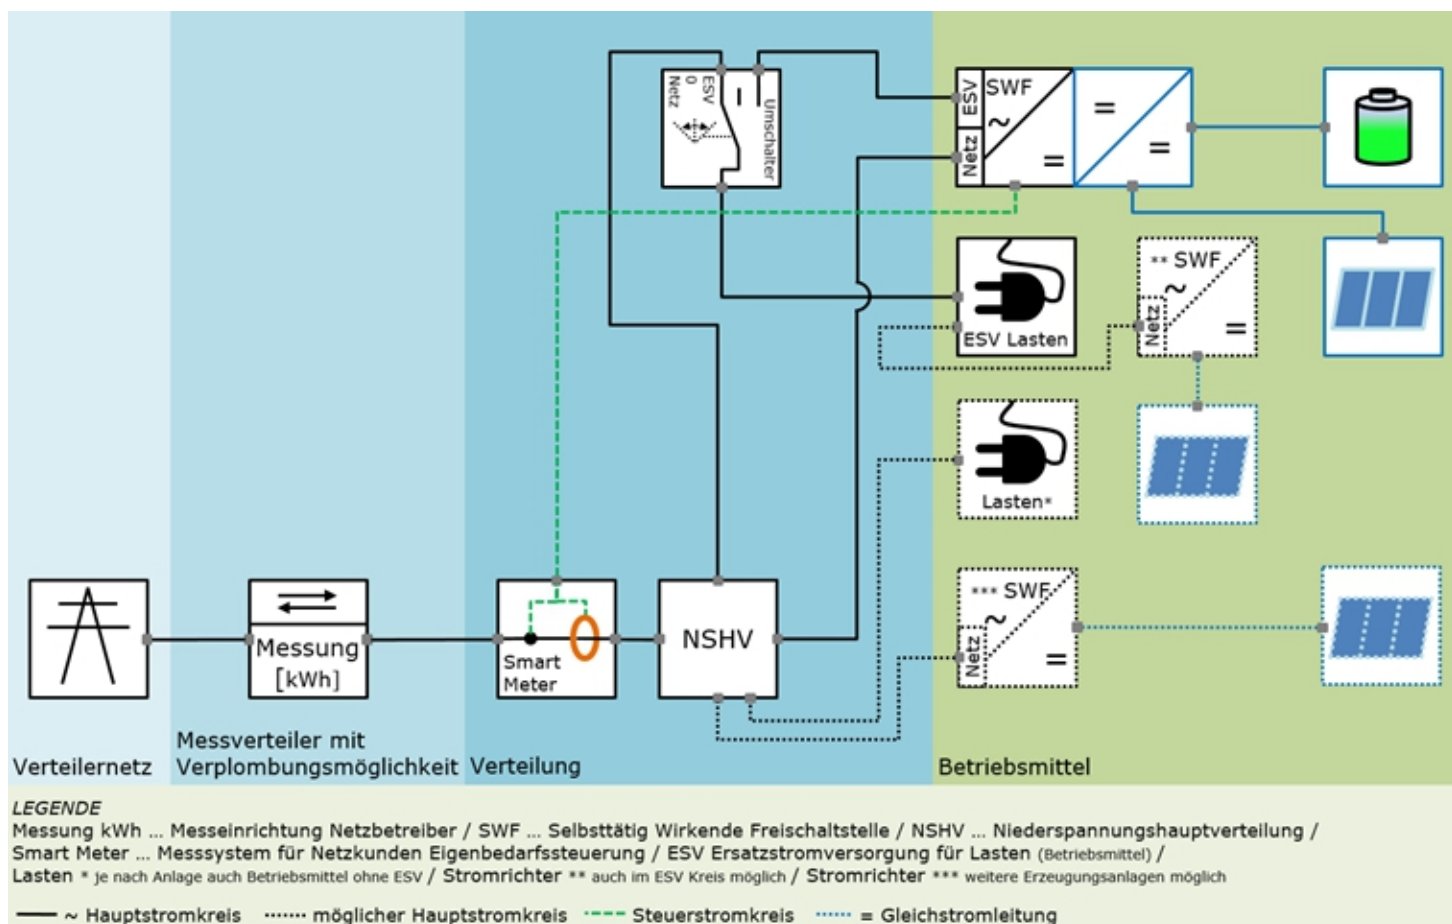 ESV
0
Netz
Umschalter
ESV
Netz
SWF
~
=
=
=
ESV Lasten
** SWF
~
Netz
=
Lasten*
*** SWF
~
Netz
=
Messung
[kWh]
Smart
Meter
NSHV
Verteilernetz
Messverteiler mit
Verplombungsmöglichkeit
Verteilung
Betriebsmittel
LEGENDE
Messung kWh ... Messeinrichtung Netzbetreiber / SWF ... Selbsttätig Wirkende Freischaltstelle / NSHV ... Niederspannungshauptverteilung /
Smart Meter ... Messsystem für Netzkunden Eigenbedarfssteuerung / ESV Ersatzstromversorgung für Lasten (Betriebsmittel) /
Lasten * je nach Anlage auch Betriebsmittel ohne ESV / Stromrichter ** auch im ESV Kreis möglich / Stromrichter *** weitere Erzeugungsanlagen möglich
~ Hauptstromkreis möglicher Hauptstromkreis Steuerstromkreis = Gleichstromleitung